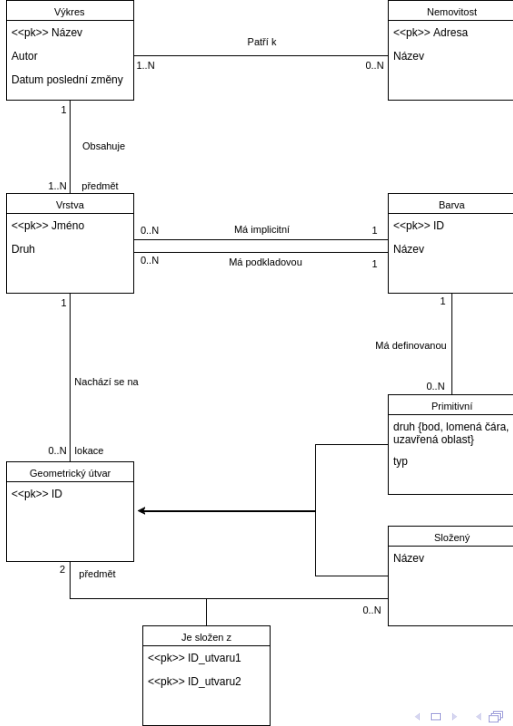 Výkres
<<pk>> Název
Autor
Datum poslední změny
Patří k
1..N
0..N
Nemovitost
<<pk>> Adresa
Název
1
Obsahuje
1..N
předmět
Vrstva
<<pk>> Jméno
Druh
0..N
Má implicitní
1
0..N
Má podkladovou
1
Barva
<<pk>> ID
Název
1
Má definovanou
0..N
1
Nachází se na
0..N
lokace
Primitivní
druh {bod, lomená čára,
uzavřená oblast}
typ
Geometrický útvar
<<pk>> ID
Složený
Název
2
předmět
0..N
Je složen z
<<pk>> ID_utvaru1
<<pk>> ID_utvaru2